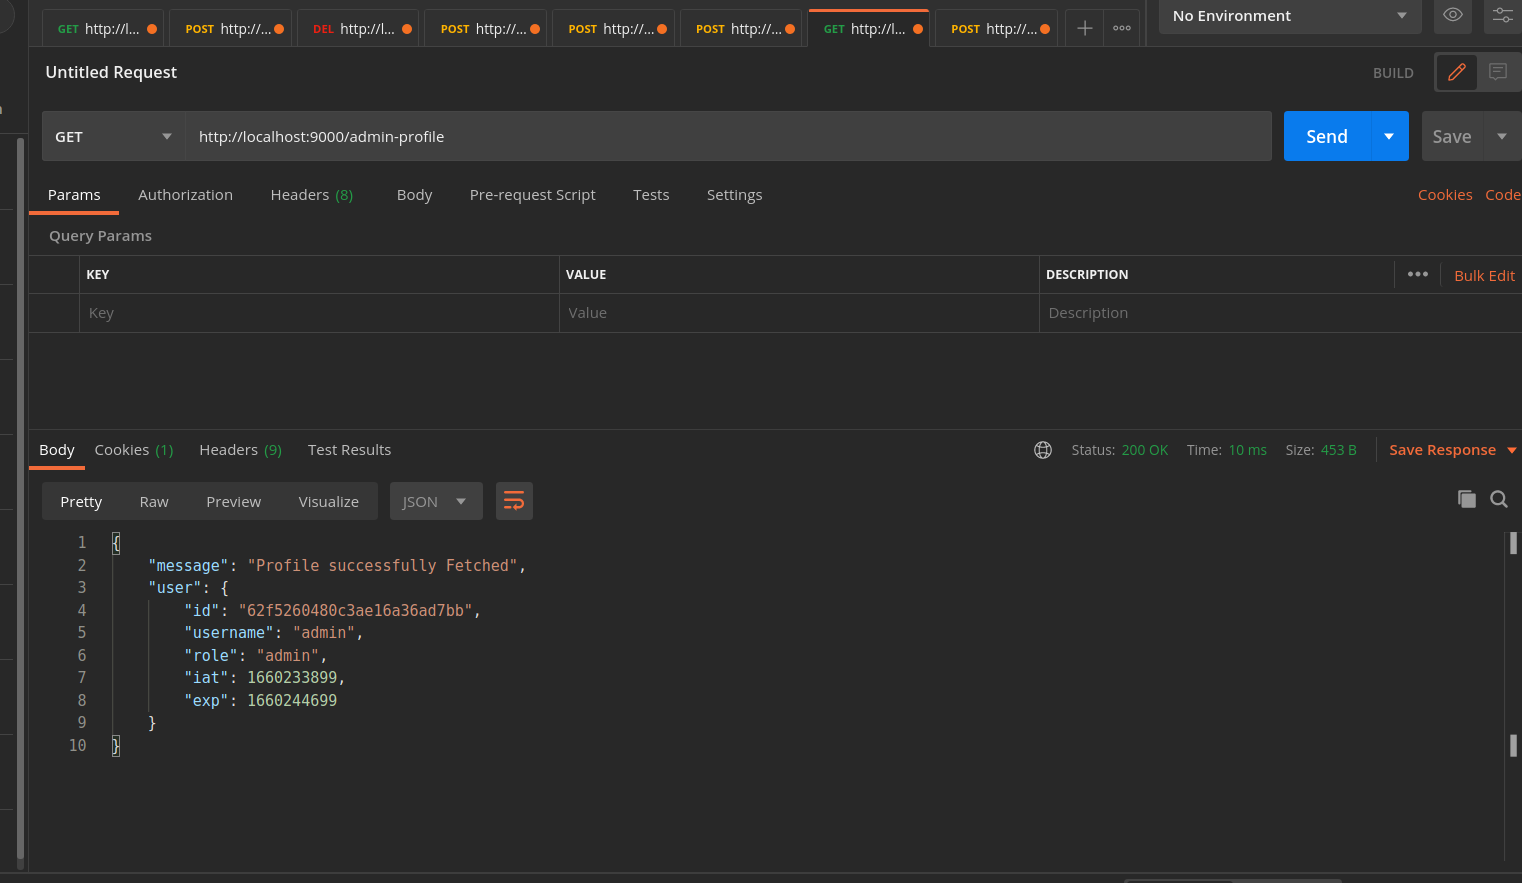 GET http://l... POST http://... DEL http://l... POST http://... POST http://... POST http://... GET http://l... POST http://... No Environment
Untitled Request BUILD
GET http://localhost:9000/admin-profile Send Save
Params Authorization Headers (8) Body Pre-request Script Tests Settings Cookies Code
Query Params
KEY VALUE DESCRIPTION Bulk Edit
Key Value Description
Body Cookies (1) Headers (9) Test Results Status: 200 OK Time: 10 ms Size: 453 B Save Response
Pretty Raw Preview Visualize JSON
1 {
2 "message": "Profile successfully Fetched",
3 "user": {
4 "id": "62f5260480c3ae16a36ad7bb",
5 "username": "admin",
6 "role": "admin",
7 "iat": 1660233899,
8 "exp": 1660244699
9 }
10 }